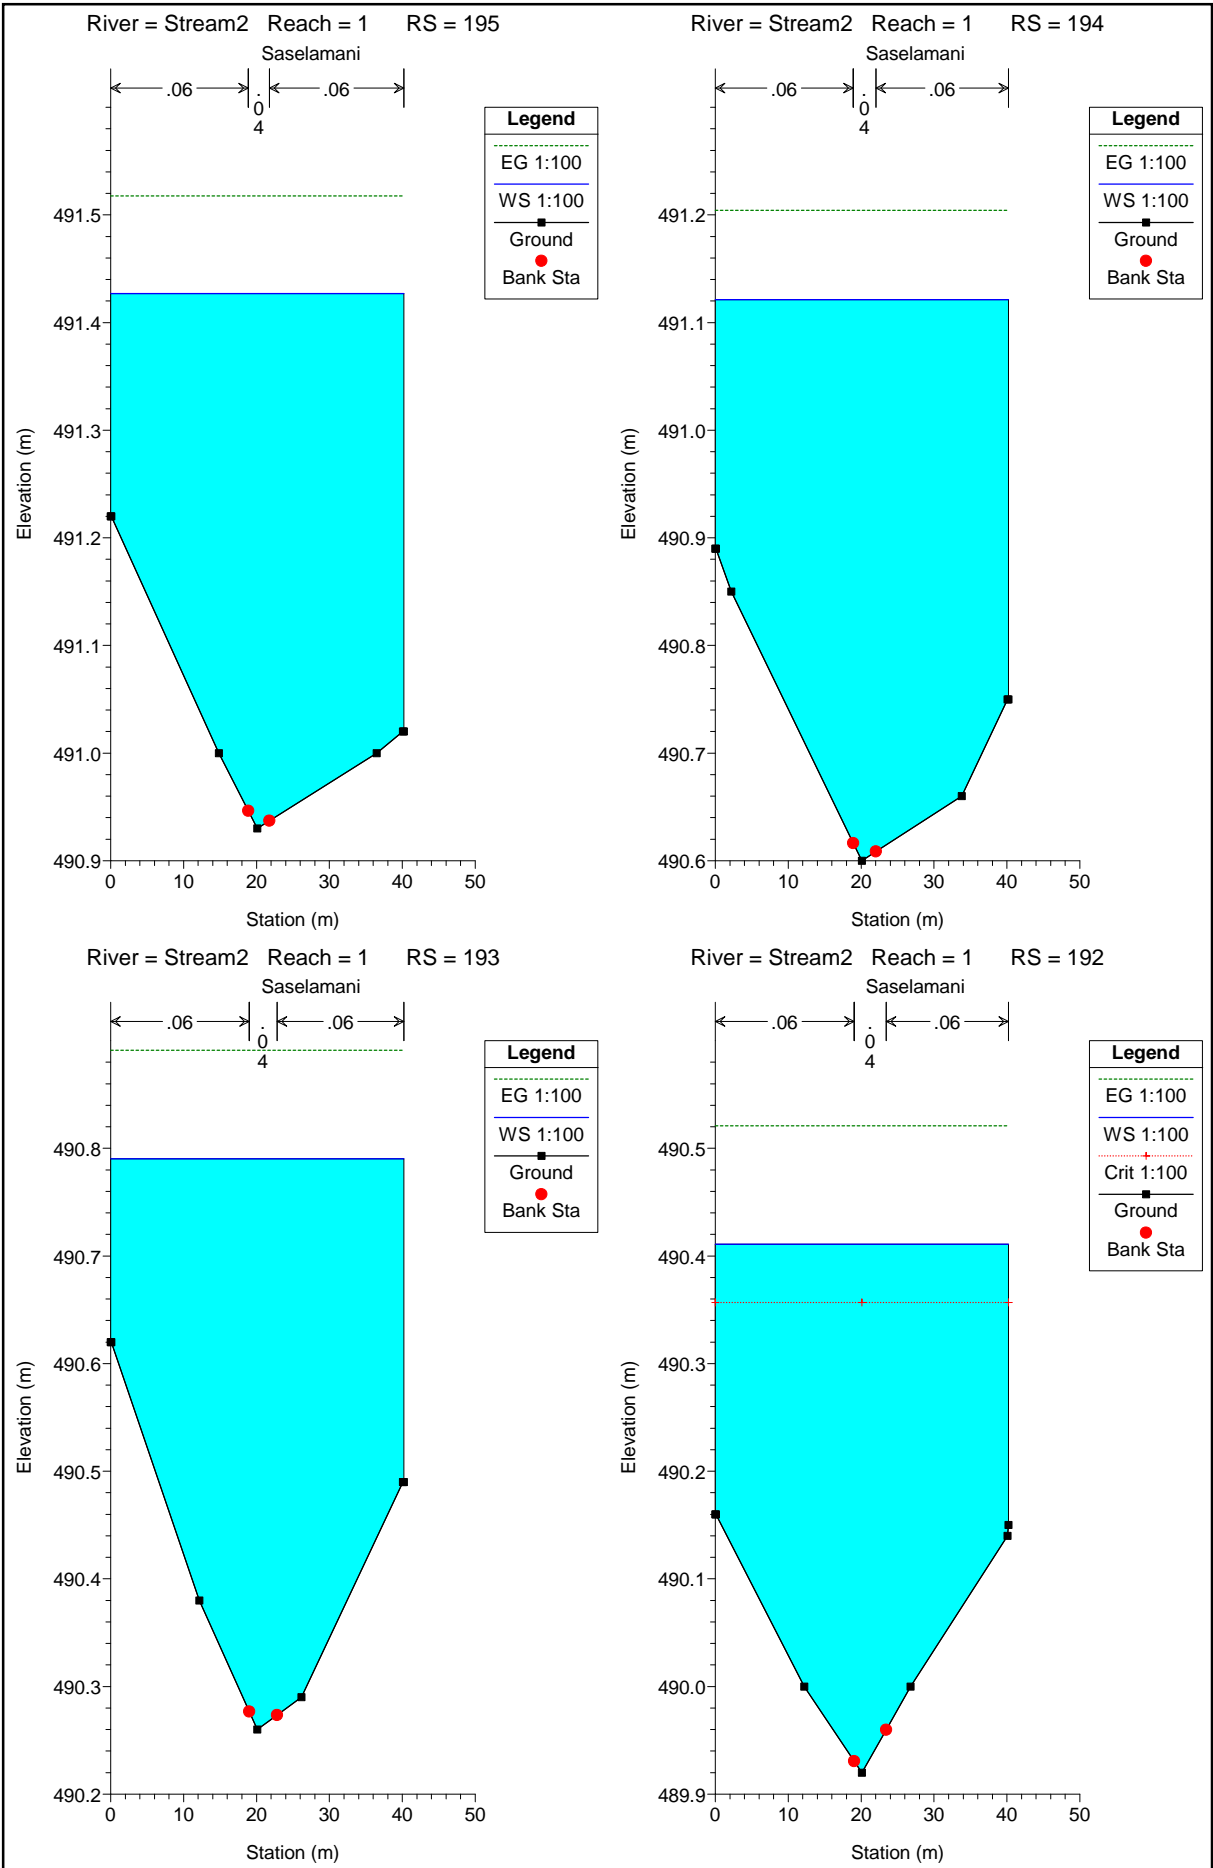 River = Stream2 Reach = 1 RS = 195
Saselamani
.06 .04 .06
Legend
EG 1:100
WS 1:100
Ground
Bank Sta
491.5
491.4
491.3
491.2
491.1
491.0
490.9
Elevation (m)
0 10 20 30 40 50
Station (m)
River = Stream2 Reach = 1 RS = 194
Saselamani
.06 .04 .06
Legend
EG 1:100
WS 1:100
Ground
Bank Sta
491.2
491.1
491.0
490.9
490.8
490.7
490.6
Elevation (m)
0 10 20 30 40 50
Station (m)
River = Stream2 Reach = 1 RS = 193
Saselamani
.06 .04 .06
Legend
EG 1:100
WS 1:100
Ground
Bank Sta
490.8
490.7
490.6
490.5
490.4
490.3
490.2
Elevation (m)
0 10 20 30 40 50
Station (m)
River = Stream2 Reach = 1 RS = 192
Saselamani
.06 .04 .06
Legend
EG 1:100
WS 1:100
Crit 1:100
Ground
Bank Sta
490.5
490.4
490.3
490.2
490.1
490.0
489.9
Elevation (m)
0 10 20 30 40 50
Station (m)